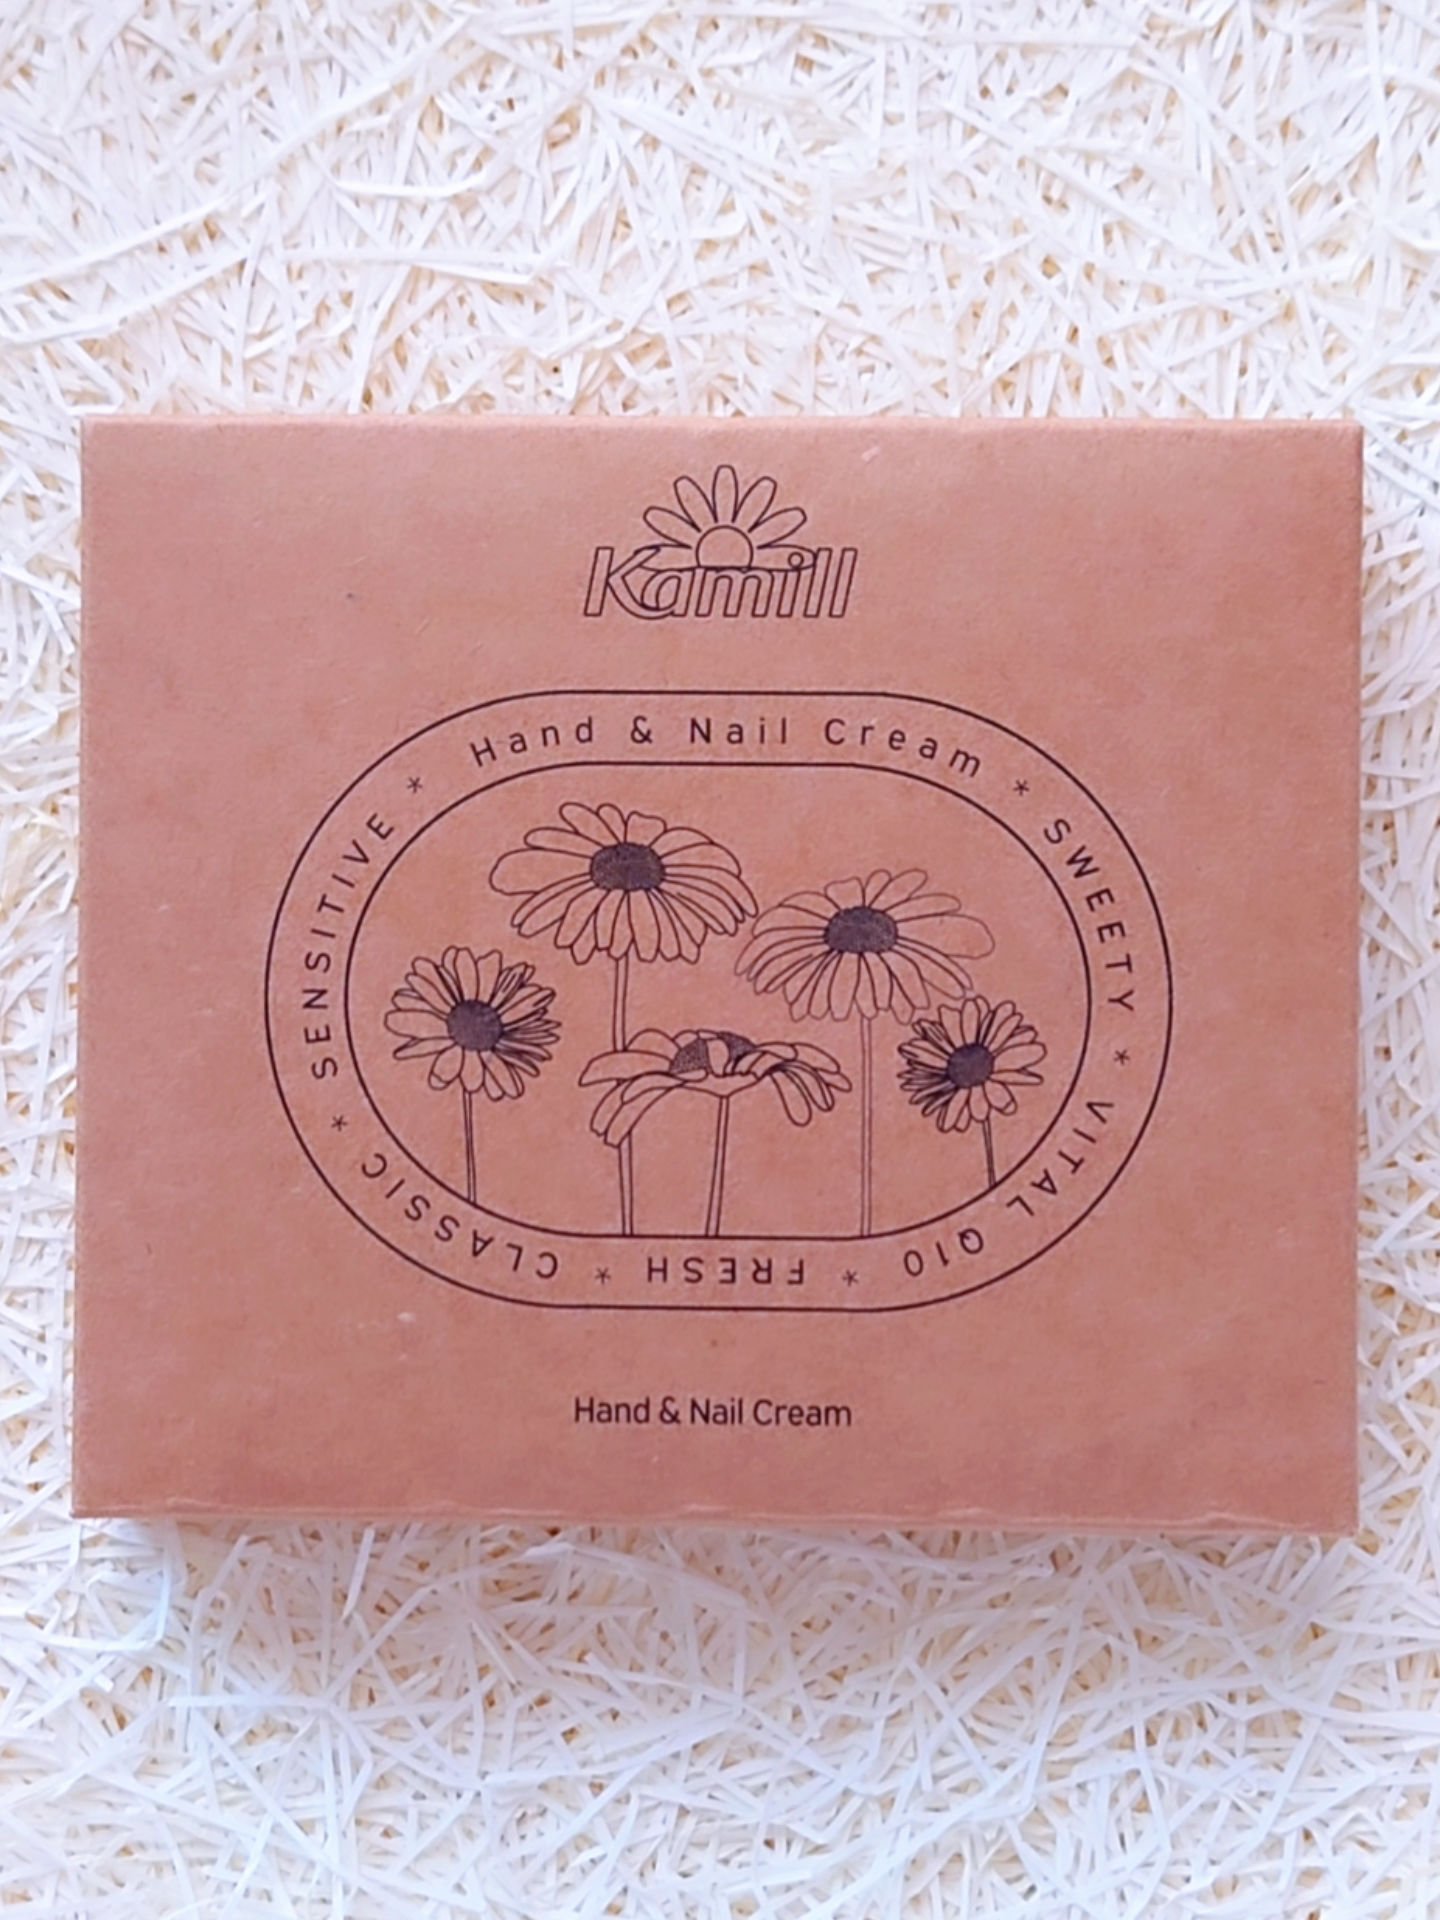 Kamill
Hand & Nail Cream * SWEETY * VITAL Q10 * FRESH * CLASSIC * SENSITIVE *
Hand & Nail Cream